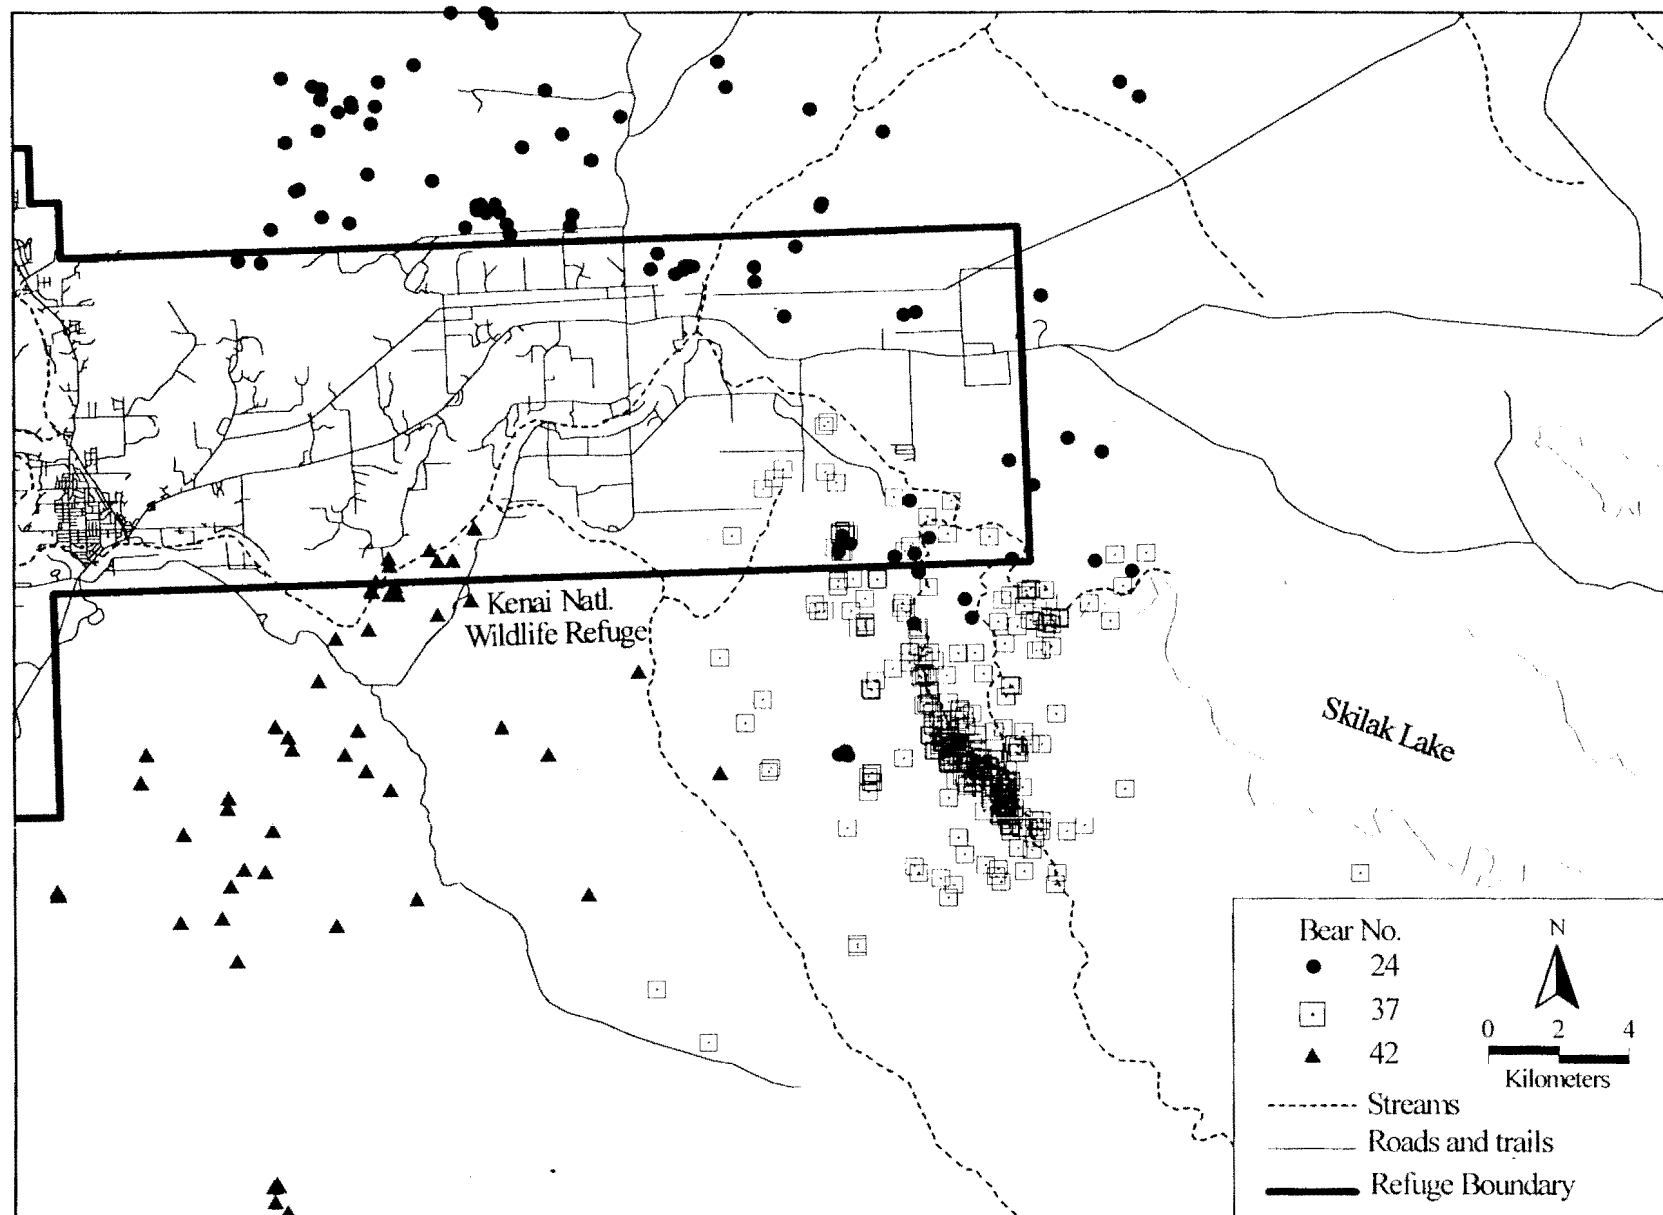 Kenai Natl.
Wildlife Refuge
Skilak Lake
Bear No.
24
37
42
N
0 2 4
Kilometers
Streams
Roads and trails
Refuge Boundary